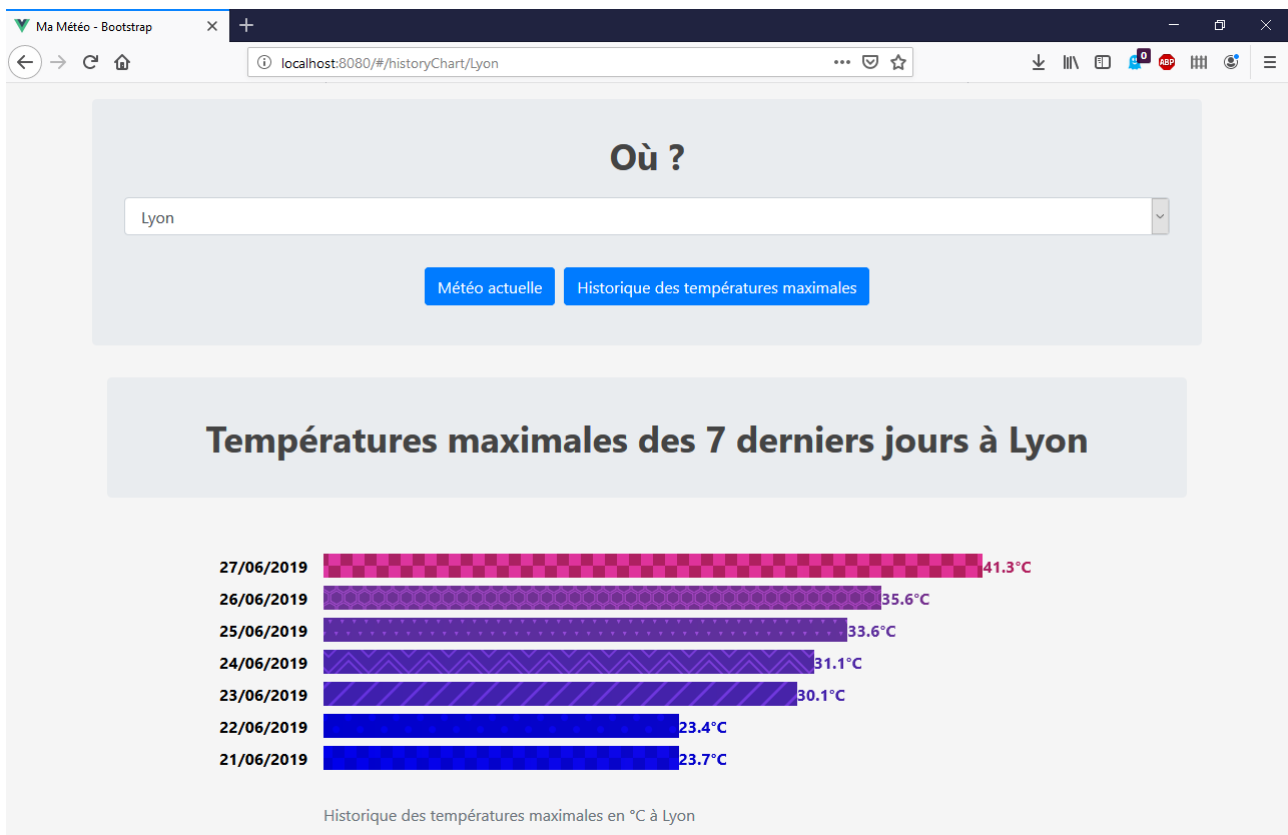 Ma Météo - Bootstrap
localhost:8080/#/historyChart/Lyon
0
ABP
Où ?
Lyon
Météo actuelle Historique des températures maximales
Températures maximales des 7 derniers jours à Lyon
27/06/2019 41.3°C
26/06/2019 35.6°C
25/06/2019 33.6°C
24/06/2019 31.1°C
23/06/2019 30.1°C
22/06/2019 23.4°C
21/06/2019 23.7°C
Historique des températures maximales en °C à Lyon